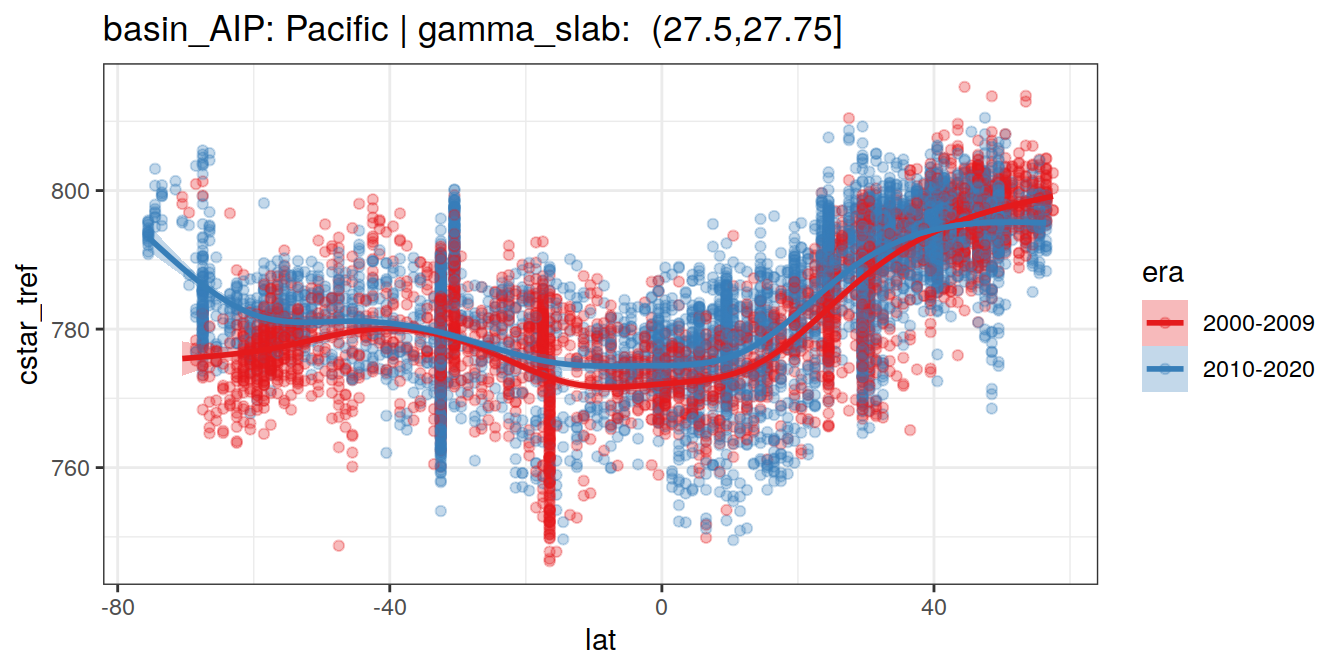 basin_AIP: Pacific | gamma_slab:  (27.5,27.75]
cstar_tref
800
780
760
-80
-40
0
40
lat
era
2000-2009
2010-2020